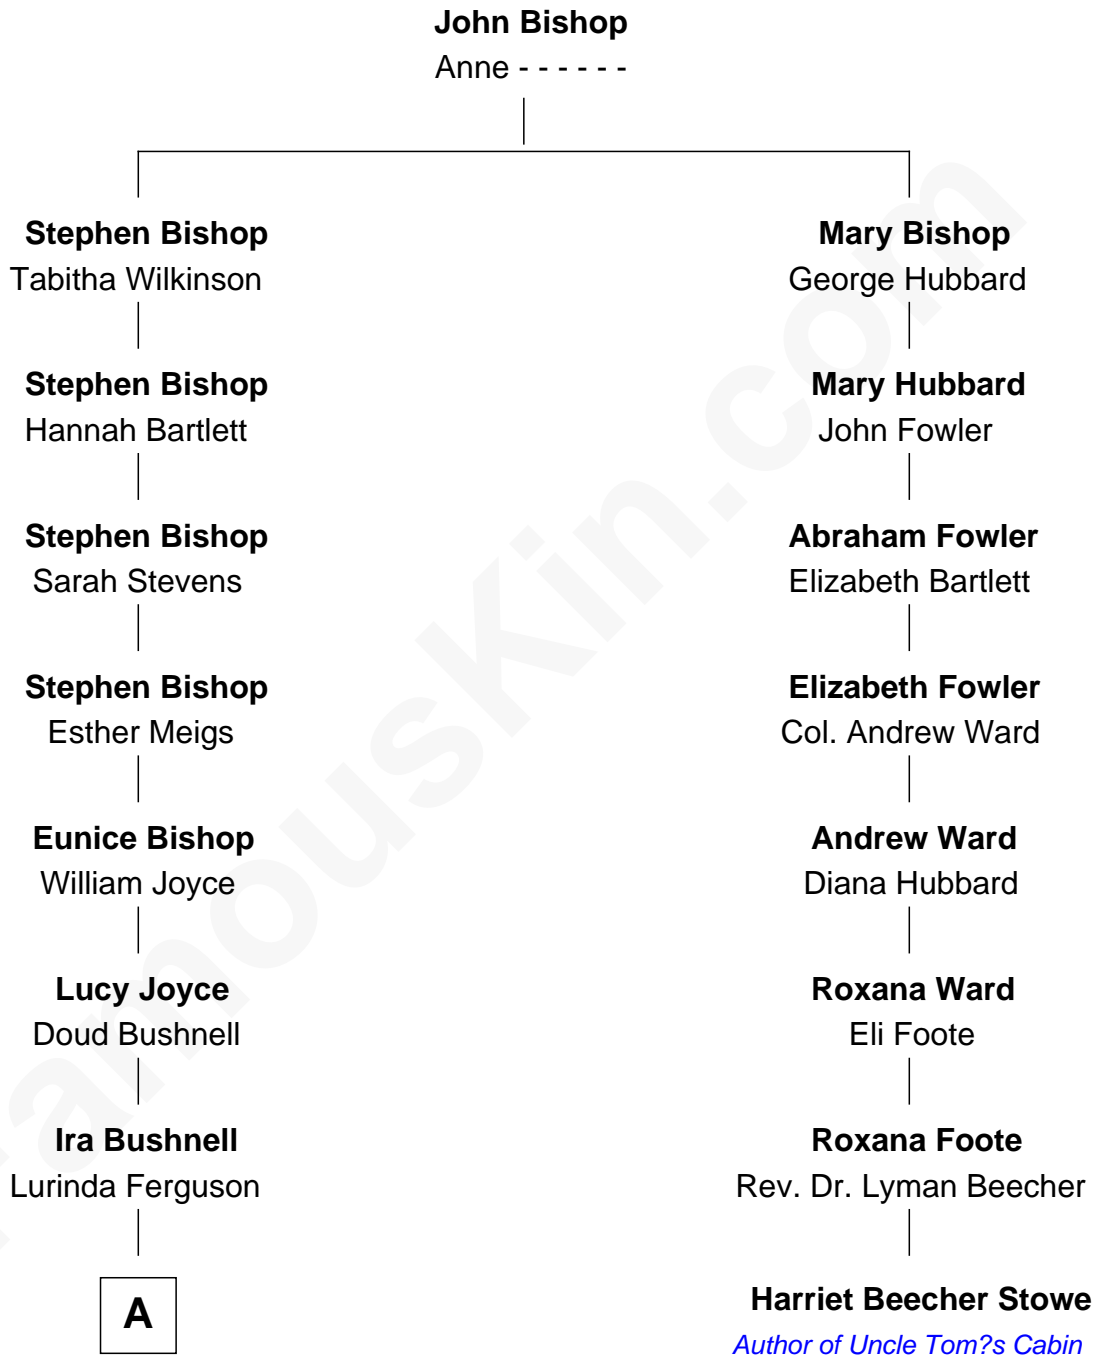 John Bishop
Anne - - - - - -
Stephen Bishop
Tabitha Wilkinson
Mary Bishop
George Hubbard
Stephen Bishop
Hannah Bartlett
Mary Hubbard
John Fowler
Stephen Bishop
Sarah Stevens
Abraham Fowler
Elizabeth Bartlett
Stephen Bishop
Esther Meigs
Elizabeth Fowler
Col. Andrew Ward
Eunice Bishop
William Joyce
Andrew Ward
Diana Hubbard
Lucy Joyce
Doud Bushnell
Roxana Ward
Eli Foote
Ira Bushnell
Lurinda Ferguson
Roxana Foote
Rev. Dr. Lyman Beecher
A
Harriet Beecher Stowe
Author of Uncle Tom?s Cabin
FamousKin.com